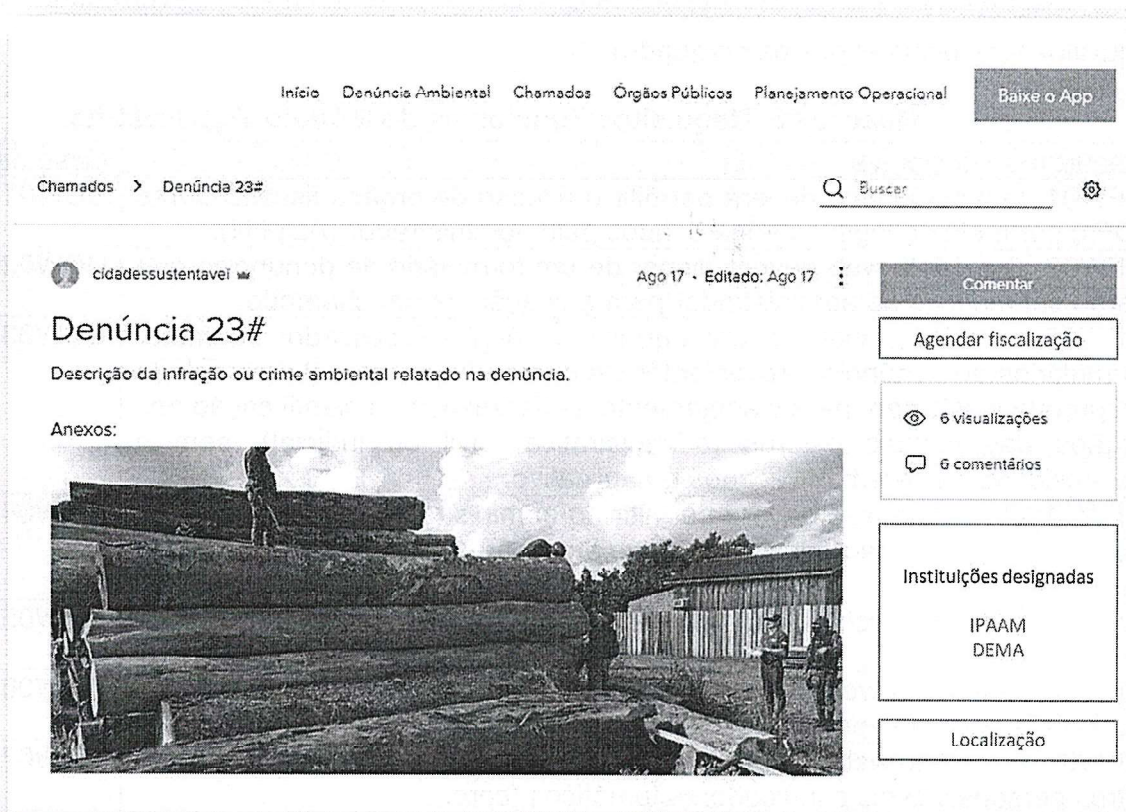 Início Denúncia Ambiental Chamados Órgãos Públicos Planejamento Operacional Baixe o App
Chamados > Denúncia 23# Buscar
cidadessustentavei Ago 17 • Editado: Ago 17
Comentar
Denúncia 23#
Agendar fiscalização
Descrição da infração ou crime ambiental relatado na denúncia.
6 visualizações
Anexos:
6 comentários
Instituições designadas
IPAAM
DEMA
Localização